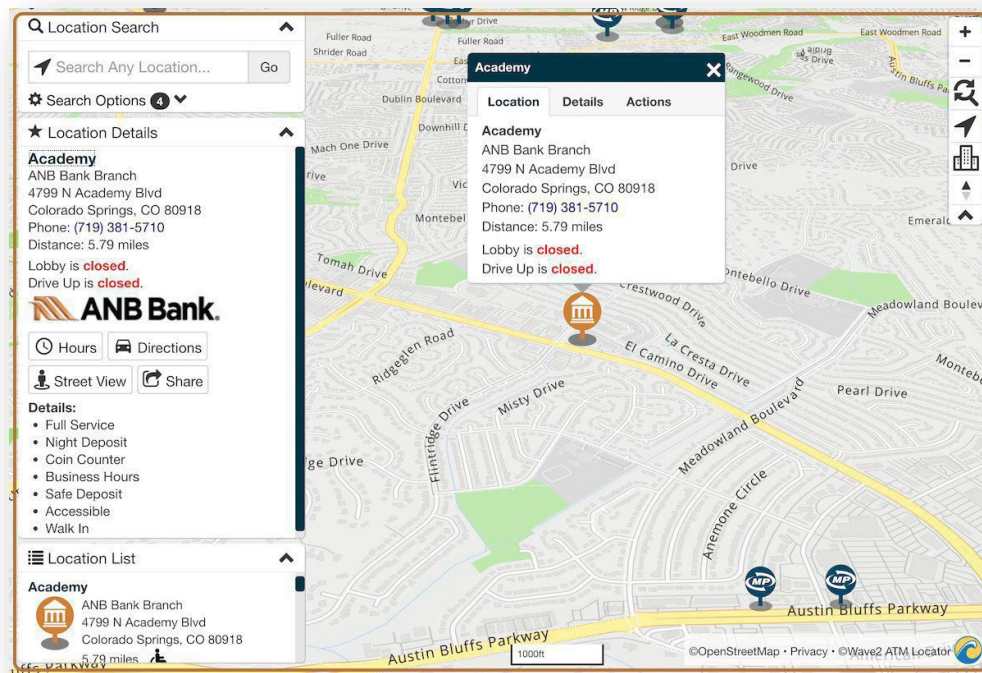 Location Search
Search Any Location...
Go
Search Options 4
Location Details
Academy
ANB Bank Branch
4799 N Academy Blvd
Colorado Springs, CO 80918
Phone: (719) 381-5710
Distance: 5.79 miles
Lobby is closed.
Drive Up is closed.
ANB Bank.
Hours
Directions
Street View
Share
Details:
Full Service
Night Deposit
Coin Counter
Business Hours
Safe Deposit
Accessible
Walk In
Location List
Academy
ANB Bank Branch
4799 N Academy Blvd
Colorado Springs, CO 80918
5.79 miles
Academy
Location
Details
Actions
Academy
ANB Bank Branch
4799 N Academy Blvd
Colorado Springs, CO 80918
Phone: (719) 381-5710
Distance: 5.79 miles
Lobby is closed.
Drive Up is closed.
Fuller Road
Fuller Road
Shrider Road
Dublin Boulevard
Mach One Drive
East Woodmen Road
East Woodmen Road
Rangewood Drive
Drive
Tomah Drive
Montebello Drive
Crestwood Drive
La Cresta Drive
El Camino Drive
Ridgeglen Road
Misty Drive
Flintridge Drive
Meadowland Boulevard
Pearl Drive
Anemone Circle
MP
MP
Austin Bluffs Parkway
Austin Bluffs Parkway
1000ft
©OpenStreetMap • Privacy • ©Wave2 ATM Locator